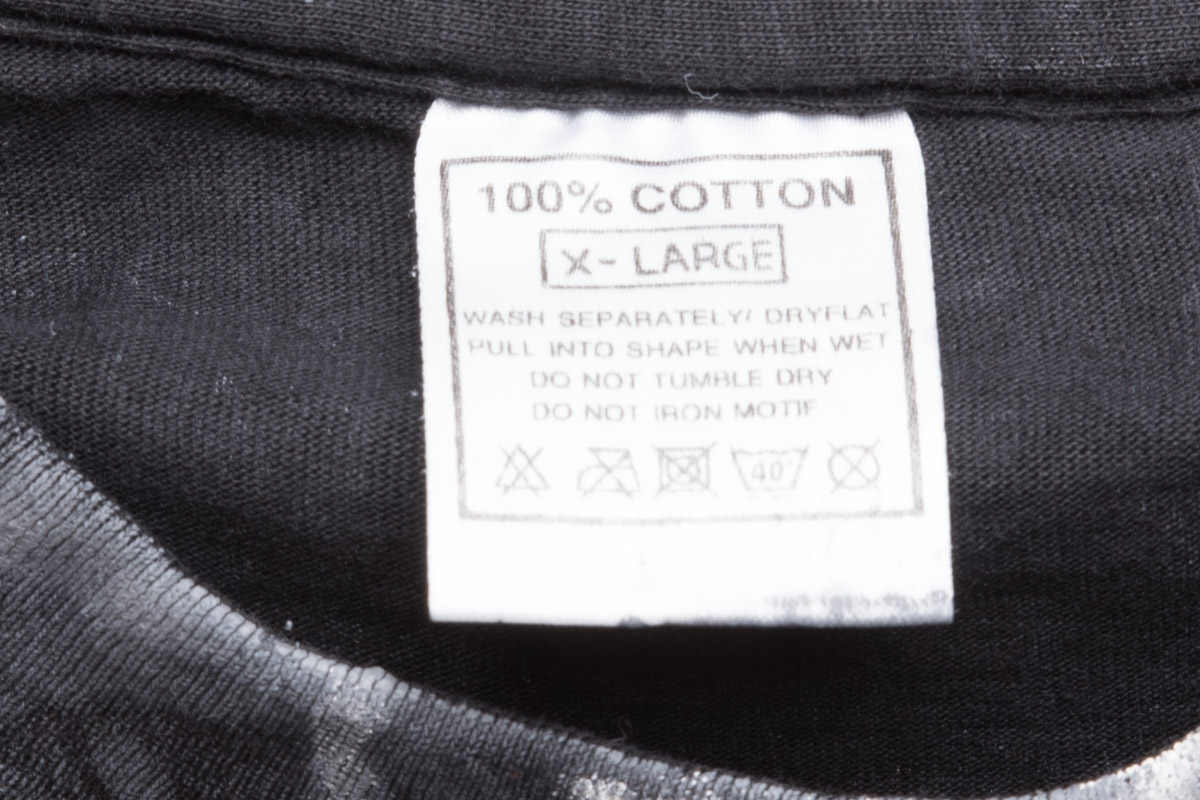 100% COTTON
X-LARGE
WASH SEPARATELY/ DRYFLAT
PULL INTO SHAPE WHEN WET
DO NOT TUMBLE DRY
DO NOT IRON MOTIF
40°